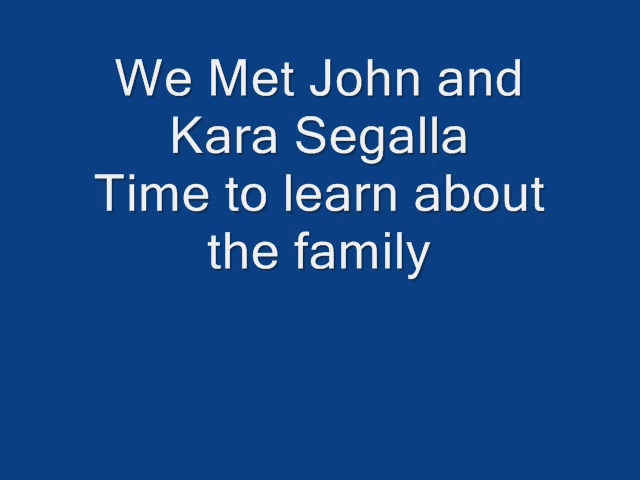 We Met John and
Kara Segalla
Time to learn about
the family